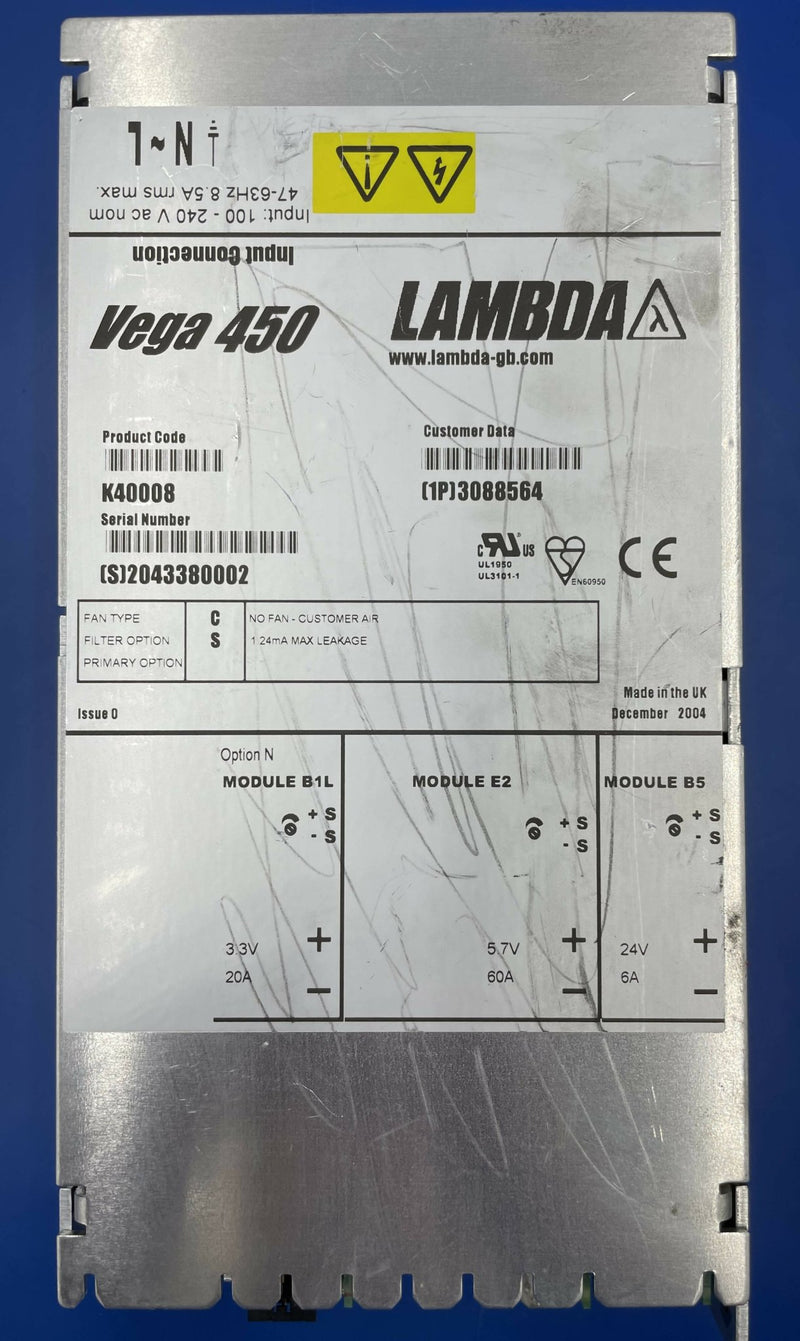 L ~ N
Input: 100 - 240 V ac nom
47-63Hz 8.5A rms max.
Input Connection
Vega 450
LAMBDA
www.lambda-gb.com
Product Code
K40008
Customer Data
(1P)3088564
Serial Number
(S)2043380002
C UR US
UL1950
UL3101-1
EN60950
CE
FAN TYPE C NO FAN - CUSTOMER AIR
FILTER OPTION S 1.24mA MAX LEAKAGE
PRIMARY OPTION
Made in the UK
Issue 0
December 2004
Option N
MODULE B1L
+ S
- S
3.3V +
20A −
MODULE E2
+ S
- S
5.7V +
60A −
MODULE B5
+ S
- S
24V +
6A −